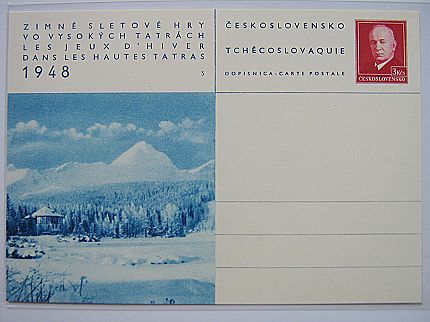 ZIMNÉ SLETOVÉ HRY
VO VYSOKÝCH TATRÁCH
LES JEUX D'HIVER
DANS LES HAUTES TATRAS
1948
5
ČESKOSLOVENSKO
TCHÉCOSLOVAQUIE
DOPISNICA-CARTE POSTALE
3Kčs
ČESKOSLOVENSKO